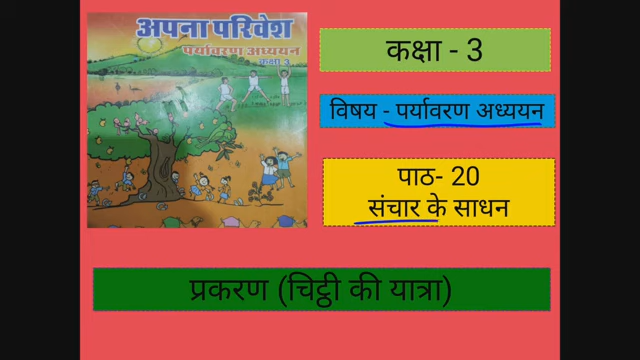 अपना परिवेश
पर्यावरण अध्ययन
कक्षा 3
कक्षा - 3
विषय - पर्यावरण अध्ययन
पाठ- 20
संचार के साधन
प्रकरण (चिट्ठी की यात्रा)